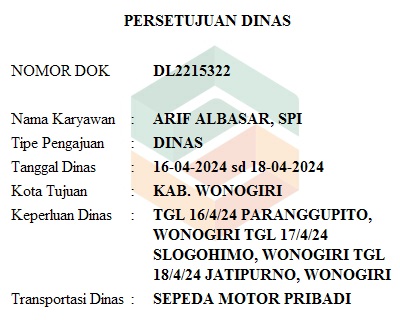 PERSETUJUAN DINAS
NOMOR DOK DL2215322
Nama Karyawan : ARIF ALBASAR, SPI
Tipe Pengajuan : DINAS
Tanggal Dinas : 16-04-2024 sd 18-04-2024
Kota Tujuan : KAB. WONOGIRI
Keperluan Dinas : TGL 16/4/24 PARANGGUPITO,
WONOGIRI TGL 17/4/24
SLOGOHIMO, WONOGIRI TGL
18/4/24 JATIPURNO, WONOGIRI
Transportasi Dinas : SEPEDA MOTOR PRIBADI